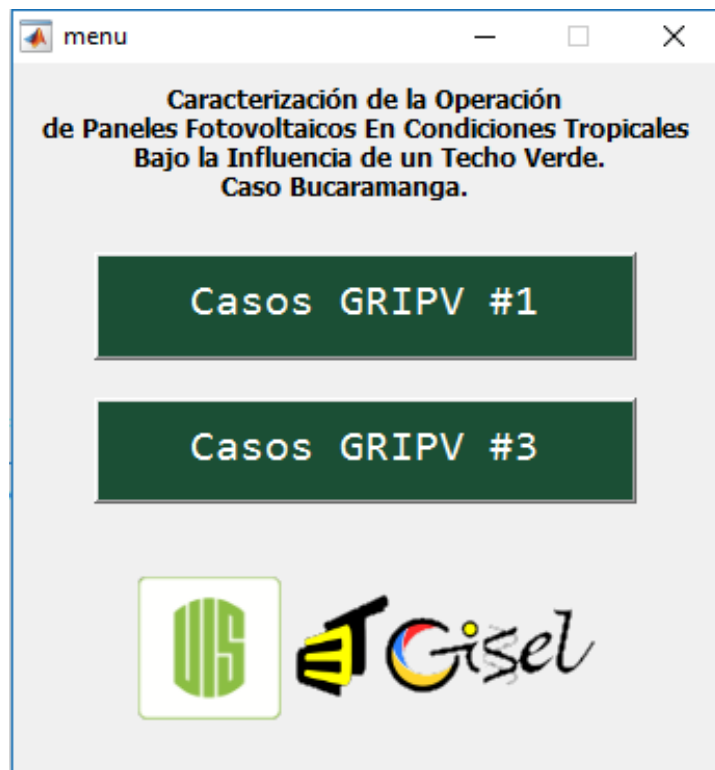 menu
Caracterización de la Operación
de Paneles Fotovoltaicos En Condiciones Tropicales
Bajo la Influencia de un Techo Verde.
Caso Bucaramanga.
Casos GRIPV #1
Casos GRIPV #3
UIS
Gisel